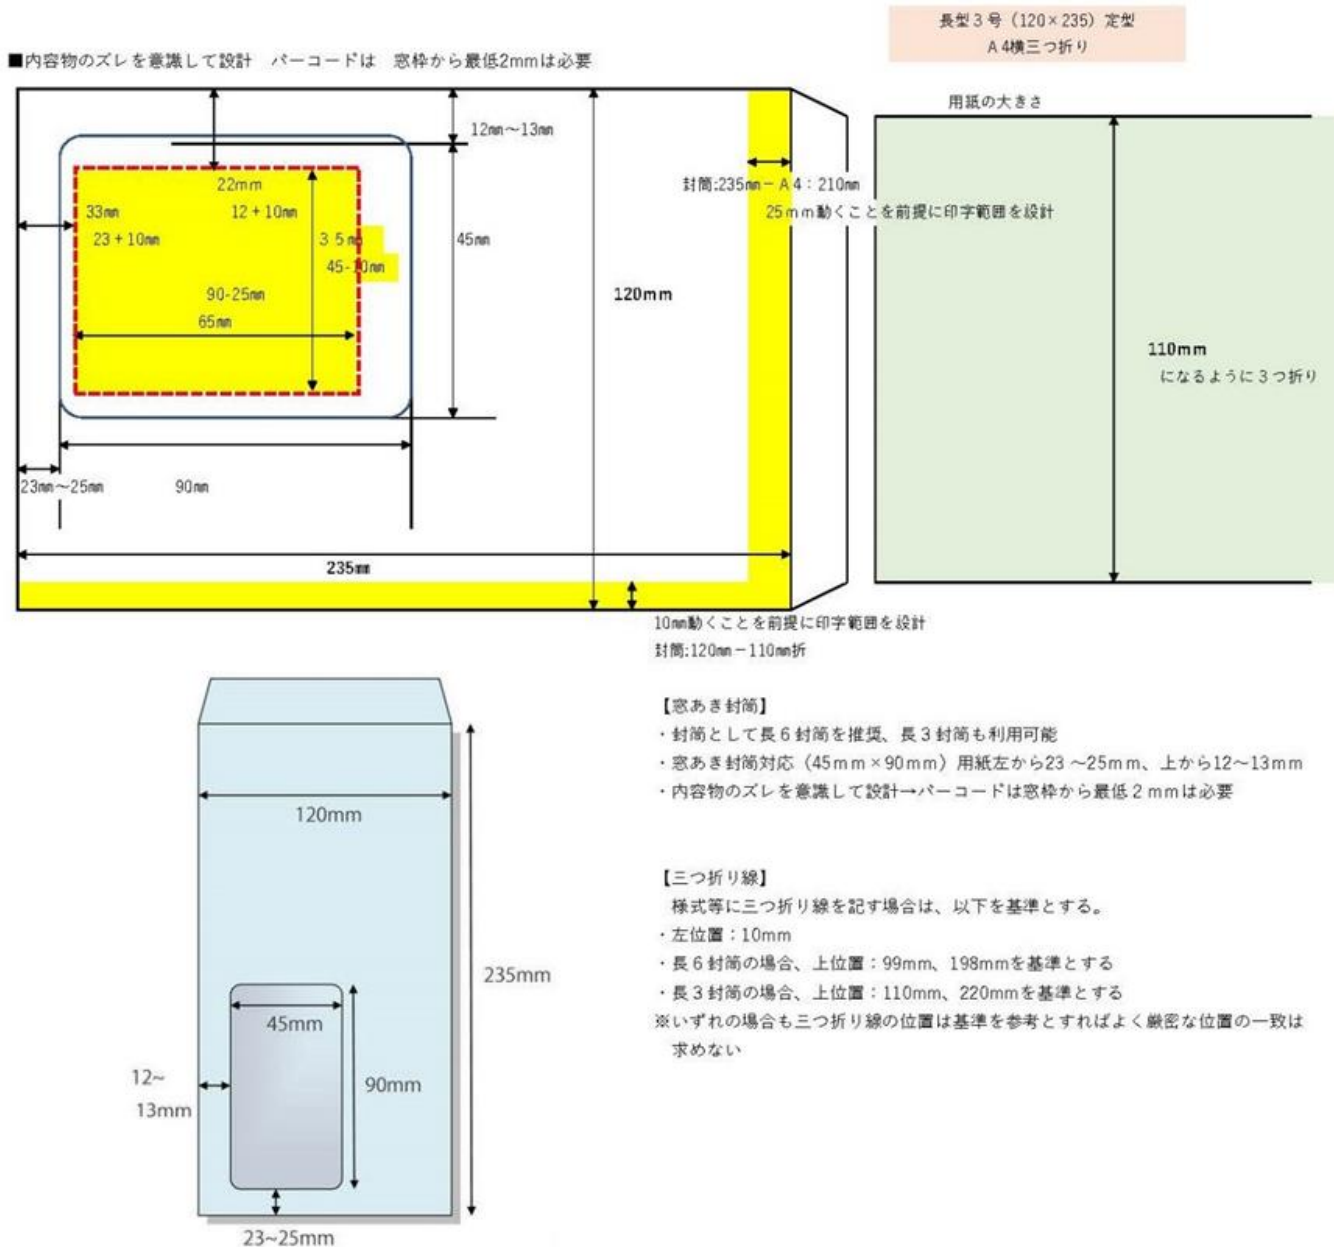 長型３号（120×235）定型
Ａ4横三つ折り
■内容物のズレを意識して設計　バーコードは　窓枠から最低2mmは必要
用紙の大きさ
12㎜～13㎜
22mm
12＋10㎜
33㎜
23＋10㎜
３５㎜
45-10㎜
45㎜
90-25㎜
65㎜
封筒:235㎜－Ａ4：210㎜
25ｍｍ動くことを前提に印字範囲を設計
120mm
110mm
になるように３つ折り
23㎜～25㎜
90㎜
235㎜
10㎜動くことを前提に印字範囲を設計
封筒:120㎜－110㎜折
【窓あき封筒】
・封筒として長６封筒を推奨、長３封筒も利用可能
・窓あき封筒対応（45ｍｍ×90ｍｍ）用紙左から23～25ｍｍ、上から12～13ｍｍ
・内容物のズレを意識して設計→バーコードは窓枠から最低２ｍｍは必要
【三つ折り線】
様式等に三つ折り線を記す場合は、以下を基準とする。
・左位置：10mm
・長６封筒の場合、上位置：99mm、198mmを基準とする
・長３封筒の場合、上位置：110mm、220mmを基準とする
※いずれの場合も三つ折り線の位置は基準を参考とすればよく厳密な位置の一致は
求めない
120mm
235mm
45mm
90mm
12~
13mm
23~25mm